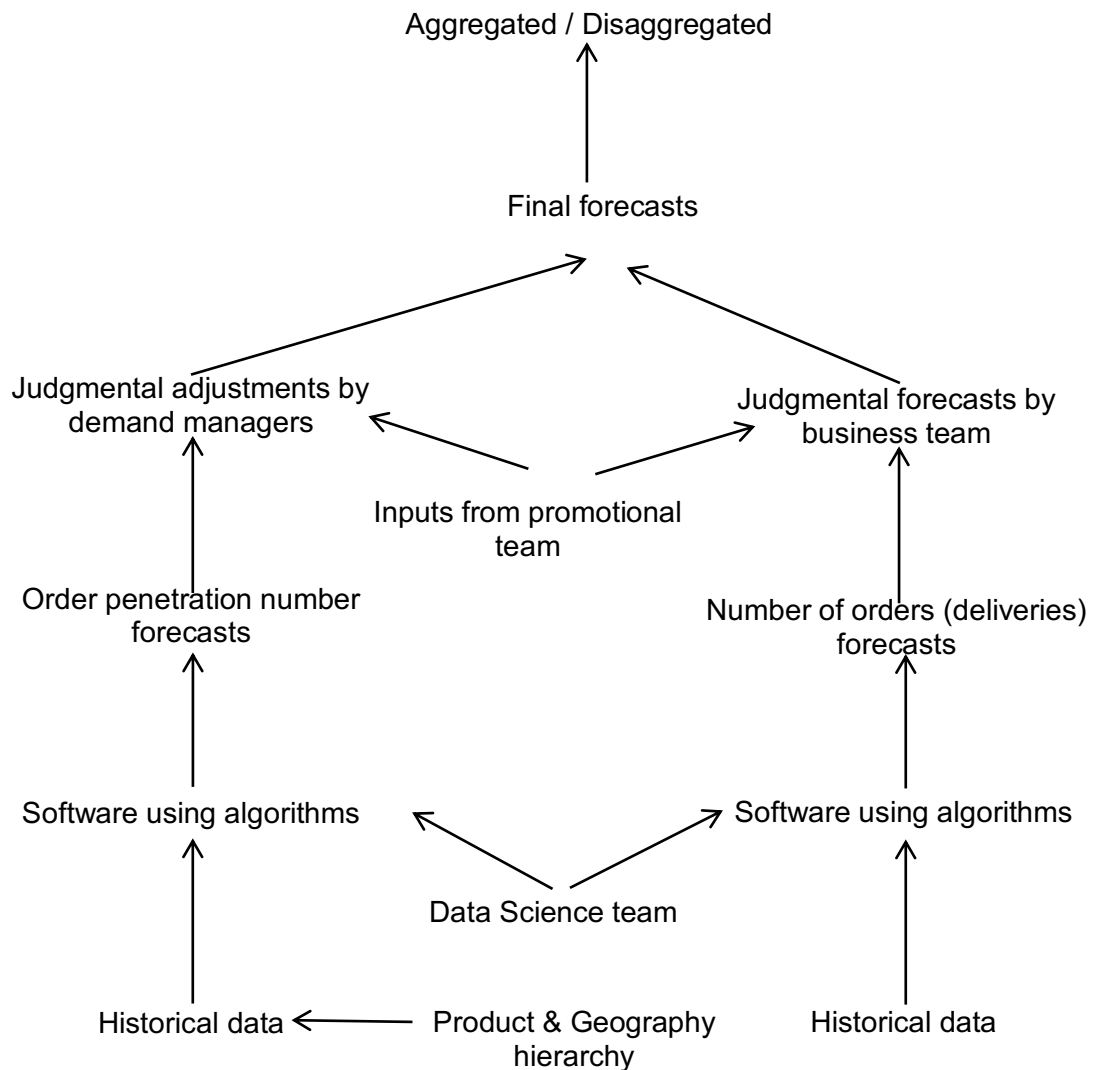 Aggregated / Disaggregated
Final forecasts
Judgmental adjustments by
demand managers
Judgmental forecasts by
business team
Inputs from promotional
team
Order penetration number
forecasts
Number of orders (deliveries)
forecasts
Software using algorithms
Software using algorithms
Data Science team
Historical data
Product & Geography
hierarchy
Historical data